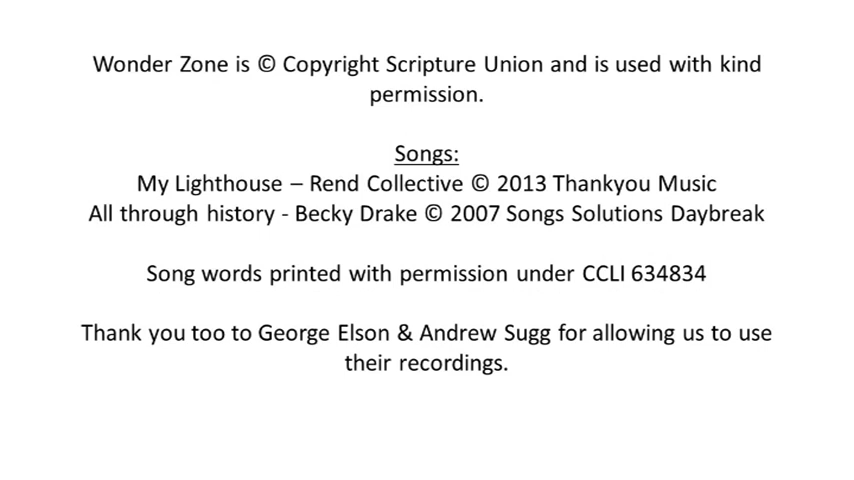 Wonder Zone is © Copyright Scripture Union and is used with kind
permission.
Songs:
My Lighthouse – Rend Collective © 2013 Thankyou Music
All through history - Becky Drake © 2007 Songs Solutions Daybreak
Song words printed with permission under CCLI 634834
Thank you too to George Elson & Andrew Sugg for allowing us to use
their recordings.